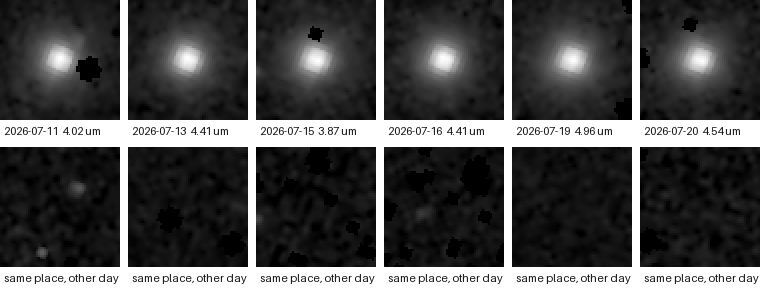 2026-07-11 4.02 um
2026-07-13 4.41 um
2026-07-15 3.87 um
2026-07-16 4.41 um
2026-07-19 4.96 um
2026-07-20 4.54 um
same place, other day
same place, other day
same place, other day
same place, other day
same place, other day
same place, other day